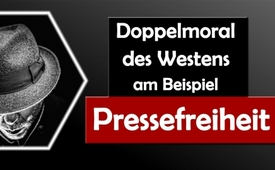 Doppelmoral
des Westens
am Beispiel
Pressefreiheit